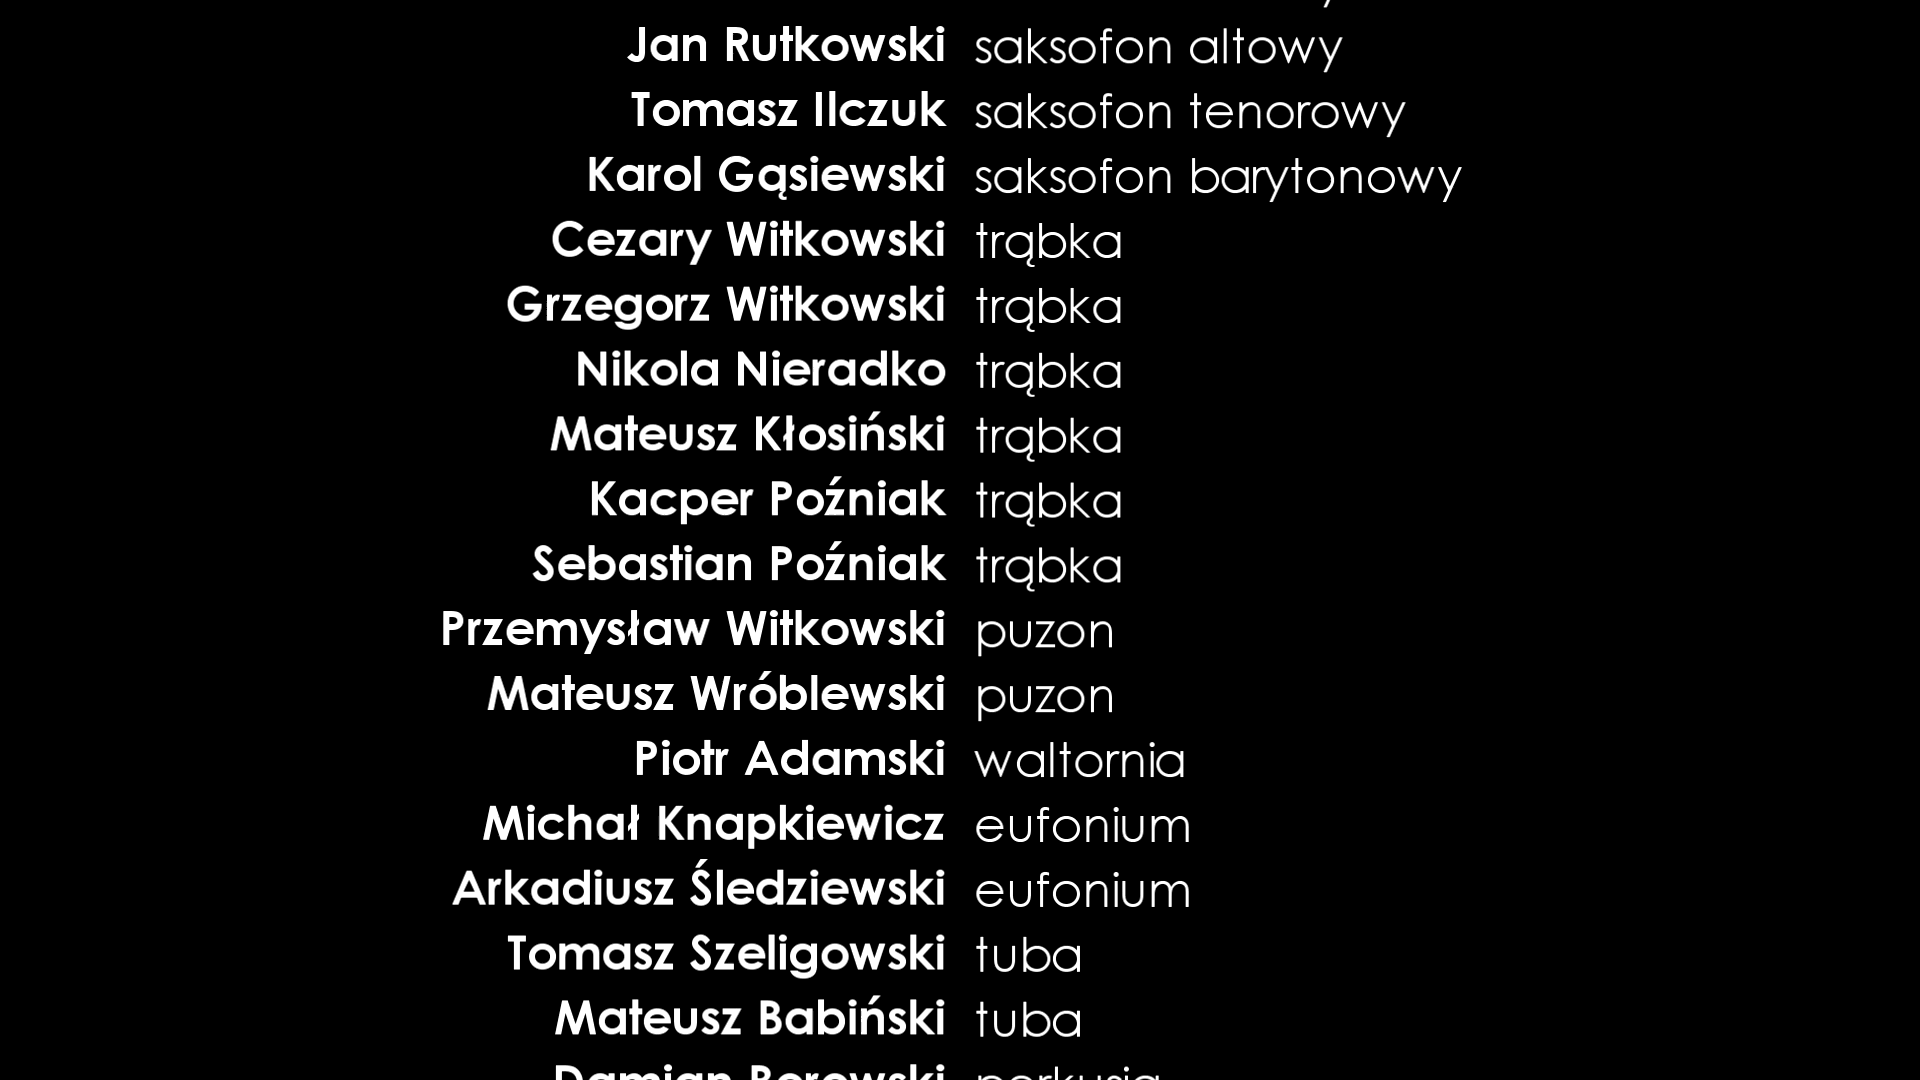 Jan Rutkowski saksofon altowy
Tomasz Ilczuk saksofon tenorowy
Karol Gąsiewski saksofon barytonowy
Cezary Witkowski trąbka
Grzegorz Witkowski trąbka
Nikola Nieradko trąbka
Mateusz Kłosiński trąbka
Kacper Poźniak trąbka
Sebastian Poźniak trąbka
Przemysław Witkowski puzon
Mateusz Wróblewski puzon
Piotr Adamski waltornia
Michał Knapkiewicz eufonium
Arkadiusz Śledziewski eufonium
Tomasz Szeligowski tuba
Mateusz Babiński tuba
Damian perkusja